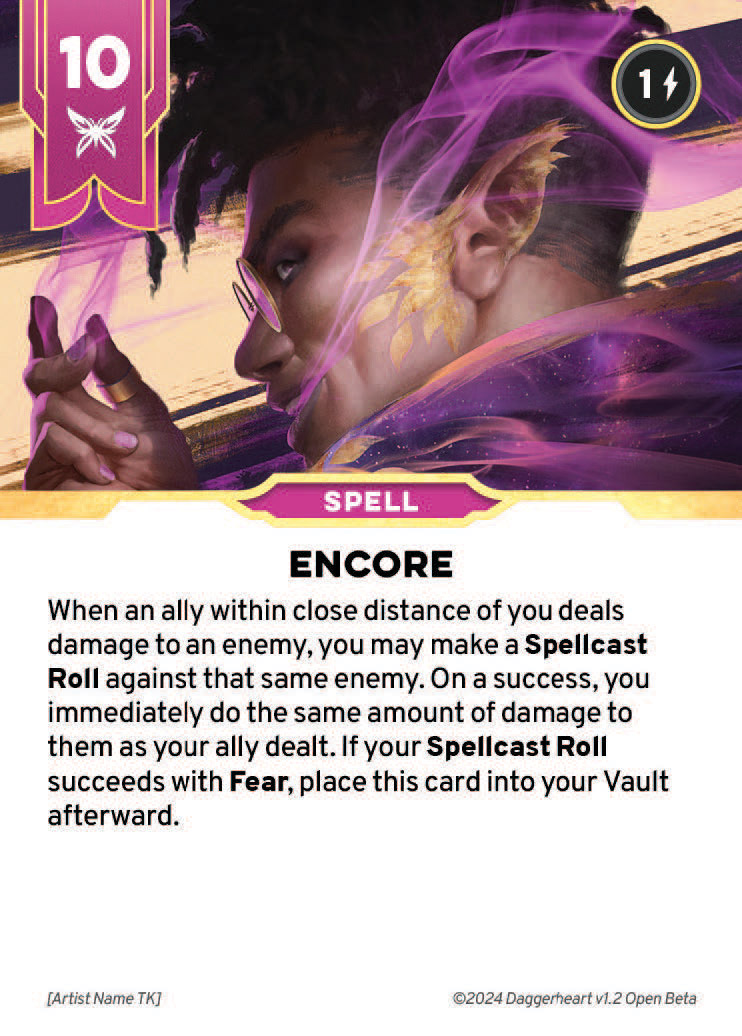 10
1
SPELL
ENCORE
When an ally within close distance of you deals
damage to an enemy, you may make a Spellcast
Roll against that same enemy. On a success, you
immediately do the same amount of damage to
them as your ally dealt. If your Spellcast Roll
succeeds with Fear, place this card into your Vault
afterward.
[Artist Name TK]
©2024 Daggerheart v1.2 Open Beta